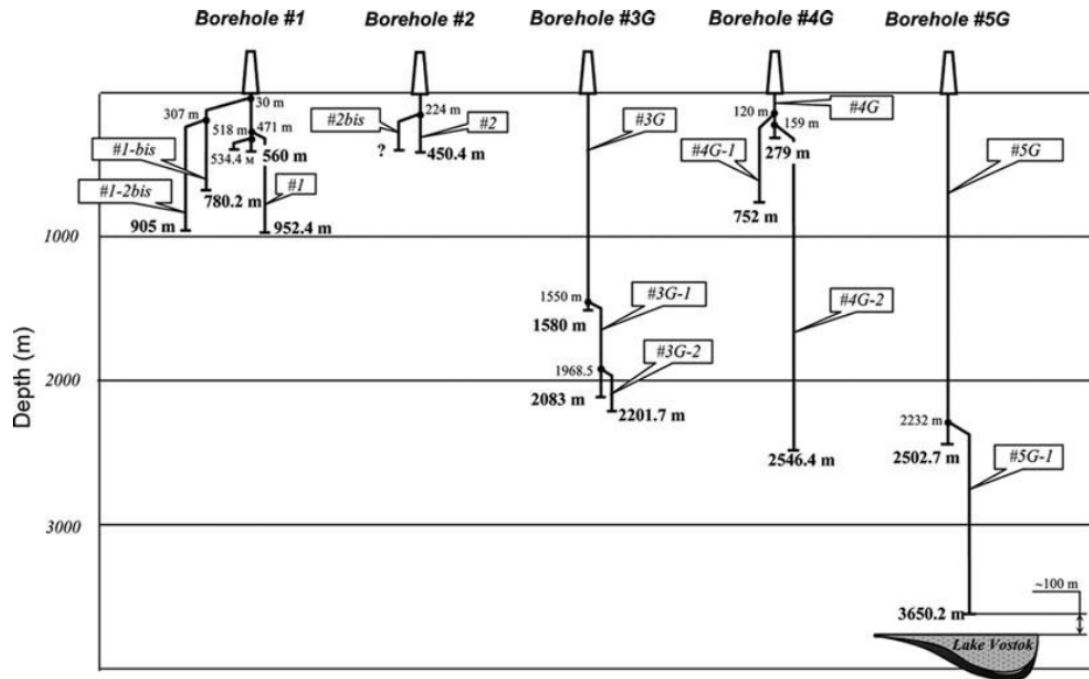 Borehole #1
Borehole #2
Borehole #3G
Borehole #4G
Borehole #5G
30 m
307 m
518 m
471 m
534.4 м
560 m
#1-bis
#1-2bis
780.2 m
#1
905 m
952.4 m
#2bis
224 m
#2
?
450.4 m
#3G
1550 m
1580 m
#3G-1
1968.5
#3G-2
2083 m
2201.7 m
120 m
#4G
159 m
#4G-1
279 m
752 m
#4G-2
2546.4 m
#5G
2232 m
2502.7 m
#5G-1
3650.2 m
~100 m
Lake Vostok
Depth (m)
1000
2000
3000